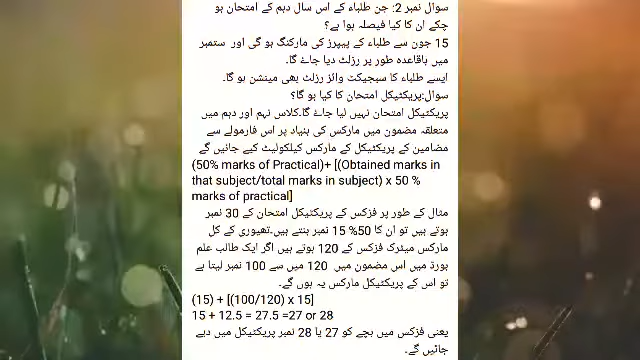 سوال نمبر 2: جن طلباء کے اس سال دہم کے امتحان ہو
چکے ان کا کیا فیصلہ ہوا ہے؟
15 جون سے طلباء کے پیپرز کی مارکنگ ہو گی اور ستمبر
میں باقاعدہ طور پر رزلٹ دیا جاۓ گا۔
ایسے طلباء کا سبجیکٹ وائز رزلٹ بھی مینشن ہو گا۔
سوال:پریکٹیکل امتحان کا کیا ہو گا؟
پریکٹیکل امتحان نہیں لیا جاۓ گا۔کلاس نہم اور دہم میں
متعلقہ مضمون میں مارکس کی بنیاد پر اس فارمولے سے
مضامین کے پریکٹیکل کے مارکس کیلکولیٹ کیے جائیں گے
(50% marks of Practical)+ [(Obtained marks in
that subject/total marks in subject) x 50 %
marks of practical]
مثال کے طور پر فزکس کے پریکٹیکل امتحان کے 30 نمبر
ہوتے ہیں تو ان کا 50% 15 نمبر بنتے ہیں۔تھیوری کے کل
مارکس میٹرک فزکس کے 120 ہوتے ہیں اگر ایک طالب علم
بورڈ میں اس مضمون میں 120 میں سے 100 نمبر لیتا ہے
تو اس کے پریکٹیکل مارکس یہ ہوں گے۔
(15) + [(100/120) x 15]
15 + 12.5 = 27.5 =27 or 28
یعنی فزکس میں بچے کو 27 یا 28 نمبر پریکٹیکل میں دیے
جائیں گے۔